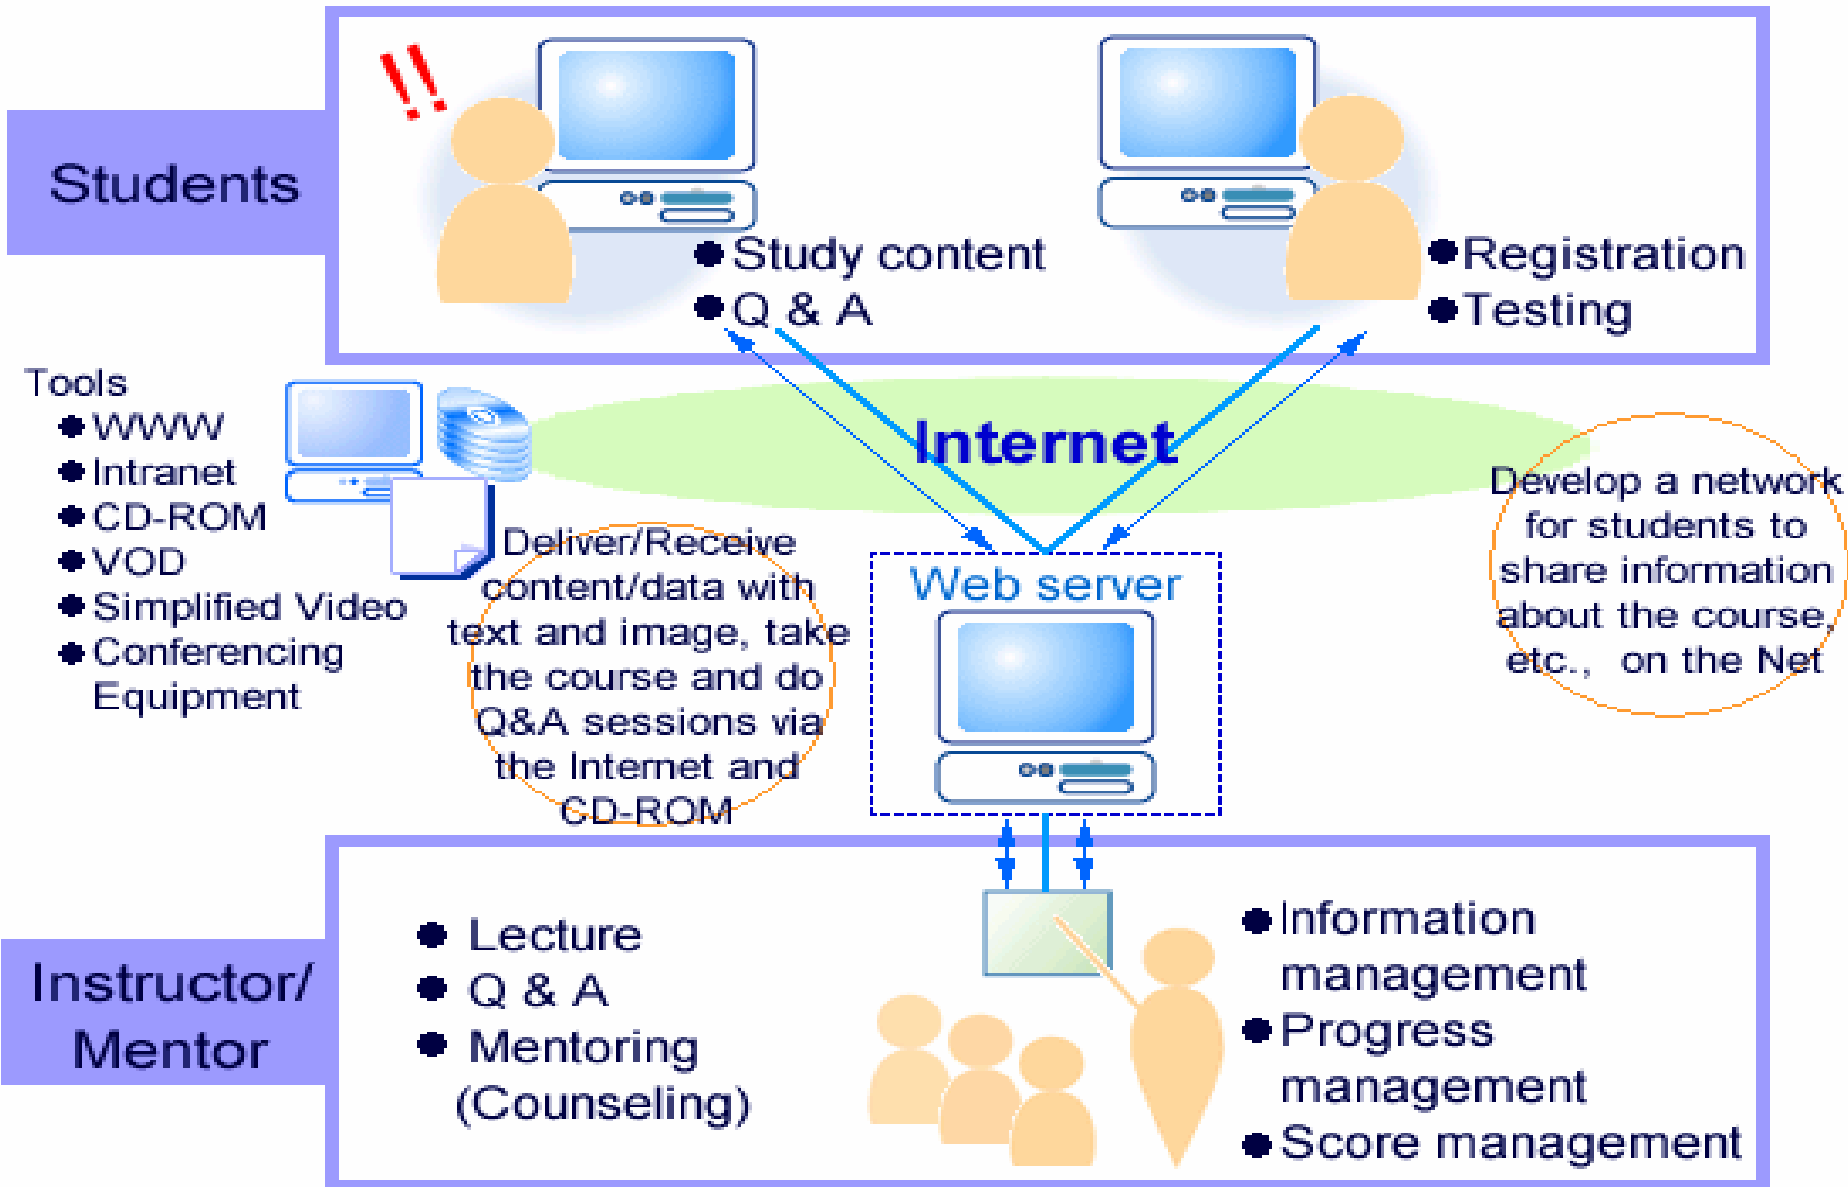 !!
Students
Study content
Q & A
Registration
Testing
Tools
WWW
Intranet
CD-ROM
VOD
Simplified Video
Conferencing
Equipment
Internet
Deliver/Receive
content/data with
text and image, take
the course and do
Q&A sessions via
the Internet and
CD-ROM
Web server
Develop a network
for students to
share information
about the course,
etc., on the Net
Instructor/
Mentor
Lecture
Q & A
Mentoring
(Counseling)
Information
management
Progress
management
Score management